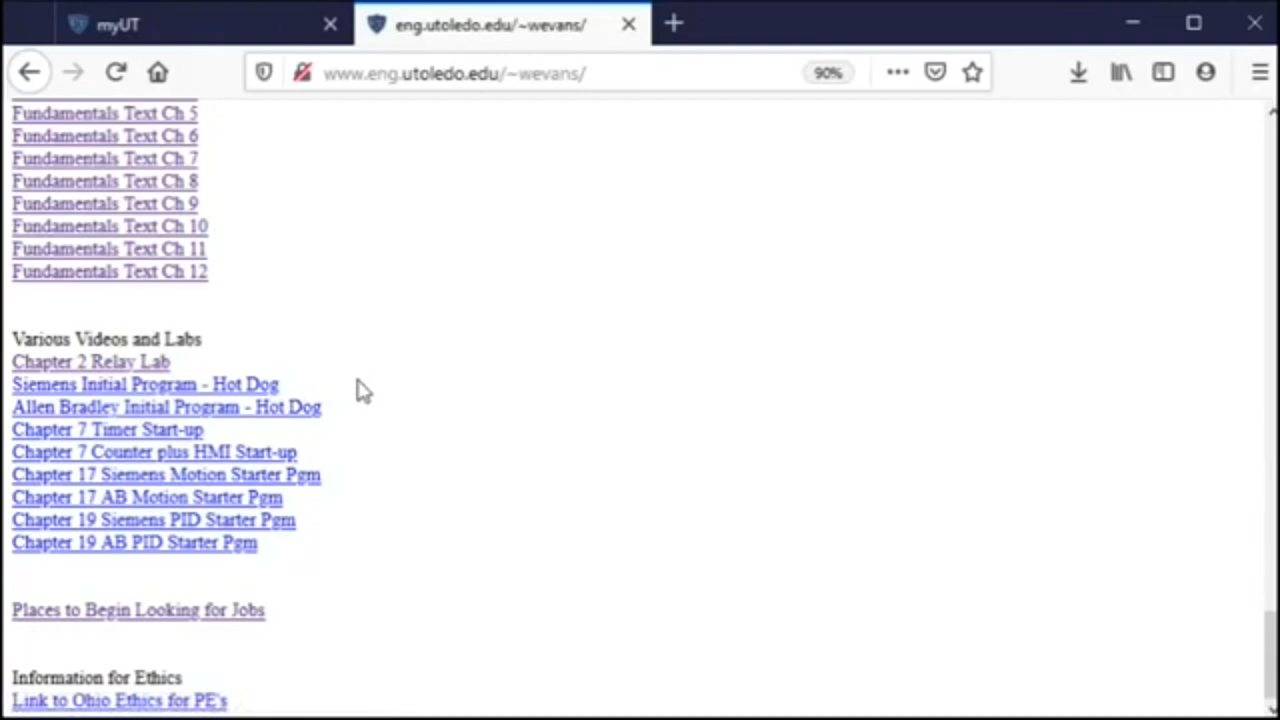 myUT
eng.utoledo.edu/~wevans/
www.eng.utoledo.edu/~wevans/
90%
Fundamentals Text Ch 5
Fundamentals Text Ch 6
Fundamentals Text Ch 7
Fundamentals Text Ch 8
Fundamentals Text Ch 9
Fundamentals Text Ch 10
Fundamentals Text Ch 11
Fundamentals Text Ch 12
Various Videos and Labs
Chapter 2 Relay Lab
Siemens Initial Program - Hot Dog
Allen Bradley Initial Program - Hot Dog
Chapter 7 Timer Start-up
Chapter 7 Counter plus HMI Start-up
Chapter 17 Siemens Motion Starter Pgm
Chapter 17 AB Motion Starter Pgm
Chapter 19 Siemens PID Starter Pgm
Chapter 19 AB PID Starter Pgm
Places to Begin Looking for Jobs
Information for Ethics
Link to Ohio Ethics for PE's